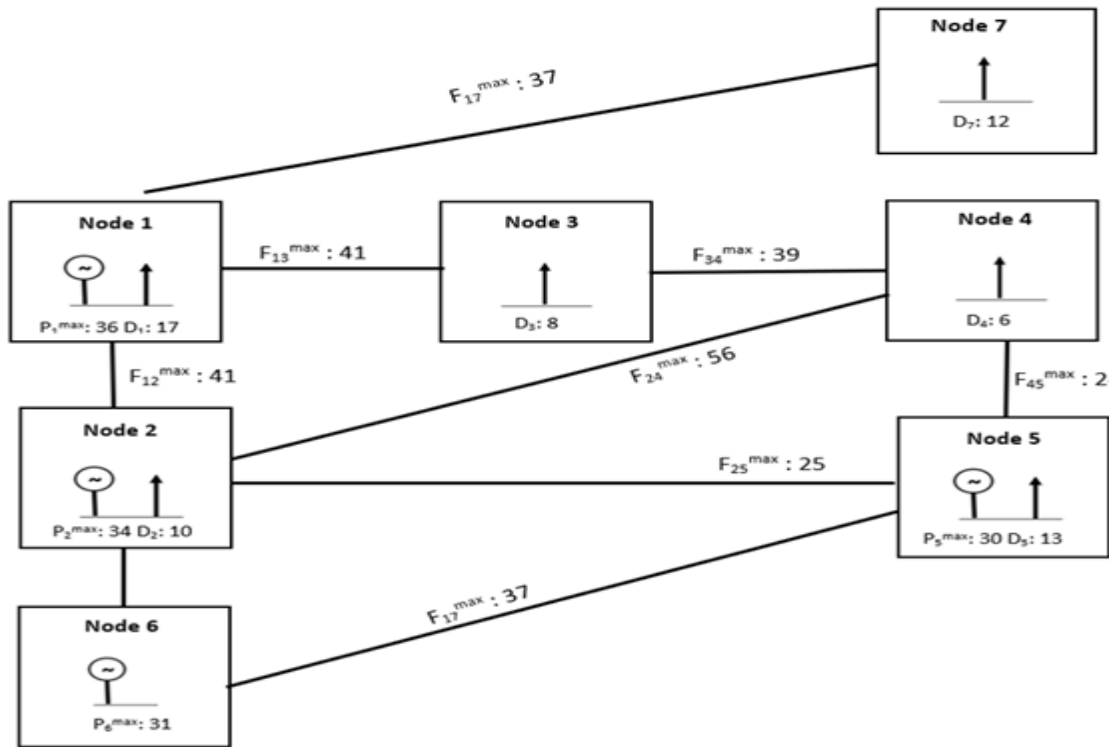 Node 7
F₁₇ᵐᵃˣ : 37
D₇: 12
Node 1
Node 3
Node 4
F₁₃ᵐᵃˣ : 41
F₃₄ᵐᵃˣ : 39
P₁ᵐᵃˣ: 36 D₁: 17
D₃: 8
D₄: 6
F₁₂ᵐᵃˣ : 41
F₂₄ᵐᵃˣ : 56
F₄₅ᵐᵃˣ : 2
Node 2
Node 5
F₂₅ᵐᵃˣ : 25
P₂ᵐᵃˣ: 34 D₂: 10
P₅ᵐᵃˣ: 30 D₅: 13
F₁₇ᵐᵃˣ : 37
Node 6
P₆ᵐᵃˣ: 31